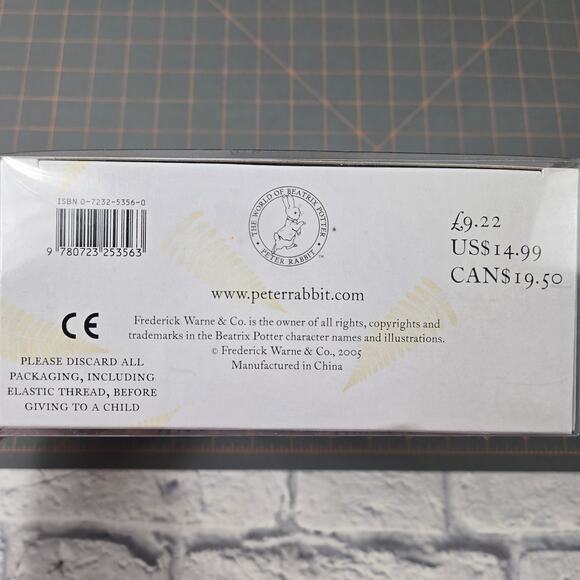 ISBN 0-7232-5356-0
9 780723 253563
THE WORLD OF BEATRIX POTTER
PETER RABBIT
™
£9.22
US$14.99
CAN$19.50
www.peterrabbit.com
CE
Frederick Warne & Co. is the owner of all rights, copyrights and
trademarks in the Beatrix Potter character names and illustrations.
© Frederick Warne & Co., 2005
Manufactured in China
PLEASE DISCARD ALL
PACKAGING, INCLUDING
ELASTIC THREAD, BEFORE
GIVING TO A CHILD